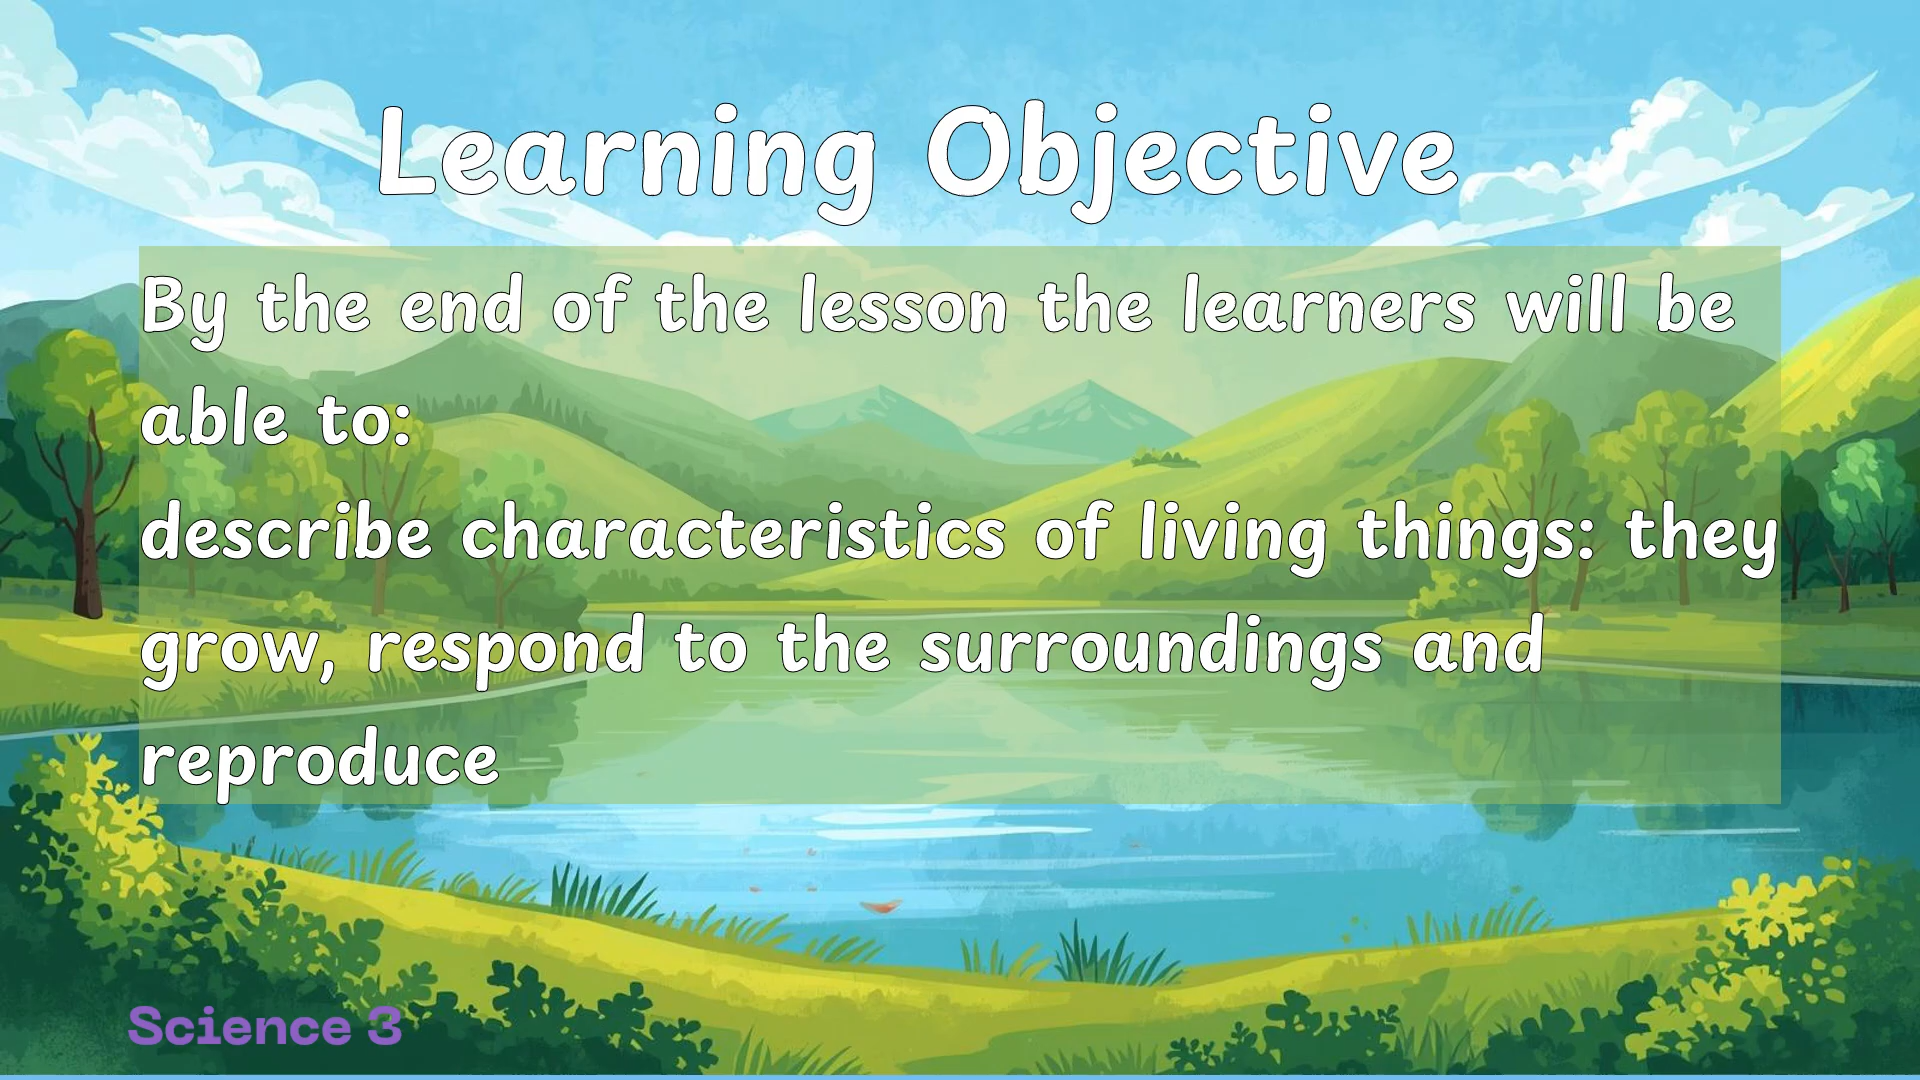 Learning Objective
By the end of the lesson the learners will be
able to:
describe characteristics of living things: they
grow, respond to the surroundings and
reproduce
Science 3